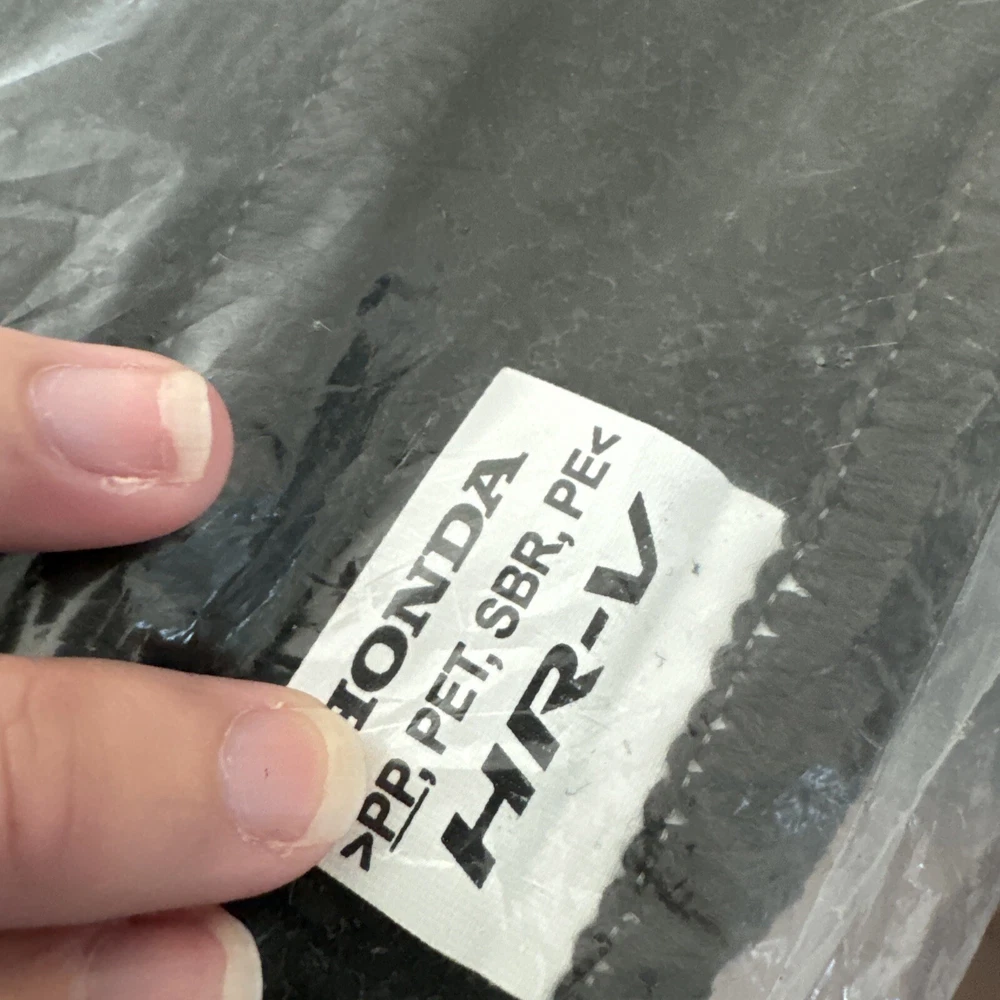 HONDA
>PP, PET, SBR, PE<
HR-V